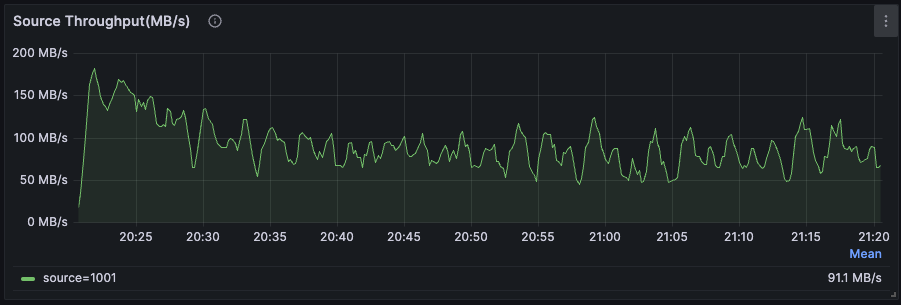 Source Throughput(MB/s)
200 MB/s
150 MB/s
100 MB/s
50 MB/s
0 MB/s
20:25 20:30 20:35 20:40 20:45 20:50 20:55 21:00 21:05 21:10 21:15 21:20
Mean
source=1001 91.1 MB/s